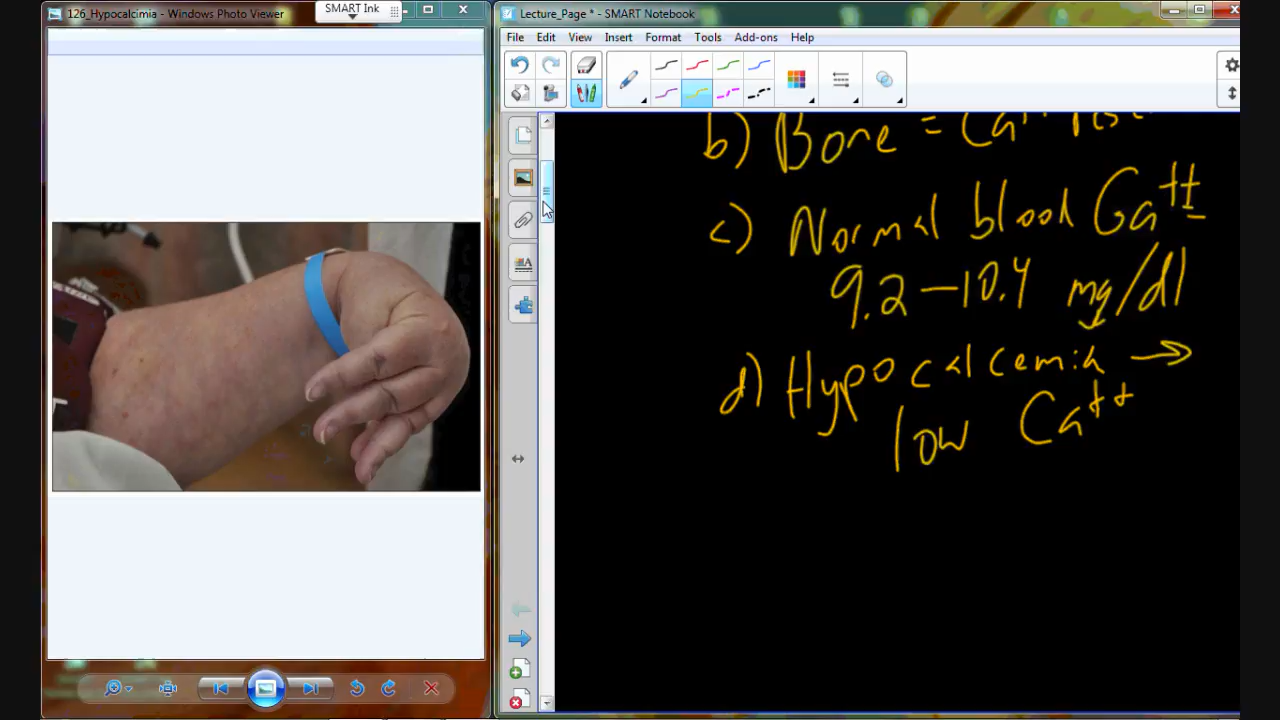 126_Hypocalcimia - Windows Photo Viewer
SMART Ink
Lecture_Page * - SMART Notebook
File Edit View Insert Format Tools Add-ons Help
b) Bone = Ca++
c) Normal blood Ca++
9.2-10.4 mg/dl
d) Hypocalcemia →
low Ca++